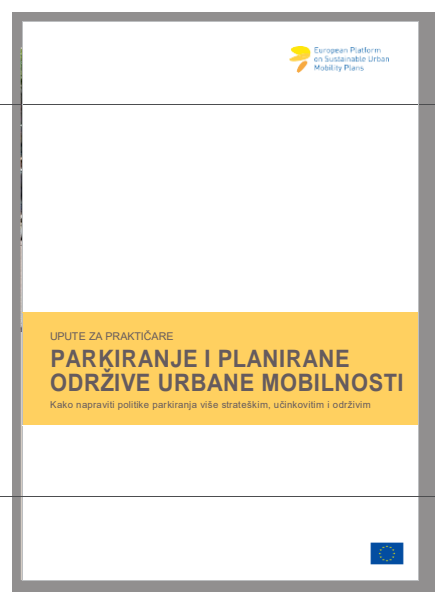 European Platform
on Sustainable Urban
Mobility Plans
UPUTE ZA PRAKTIČARE
PARKIRANJE I PLANIRANE
ODRŽIVE URBANE MOBILNOSTI
Kako napraviti politike parkiranja više strateškim, učinkovitim i održivim